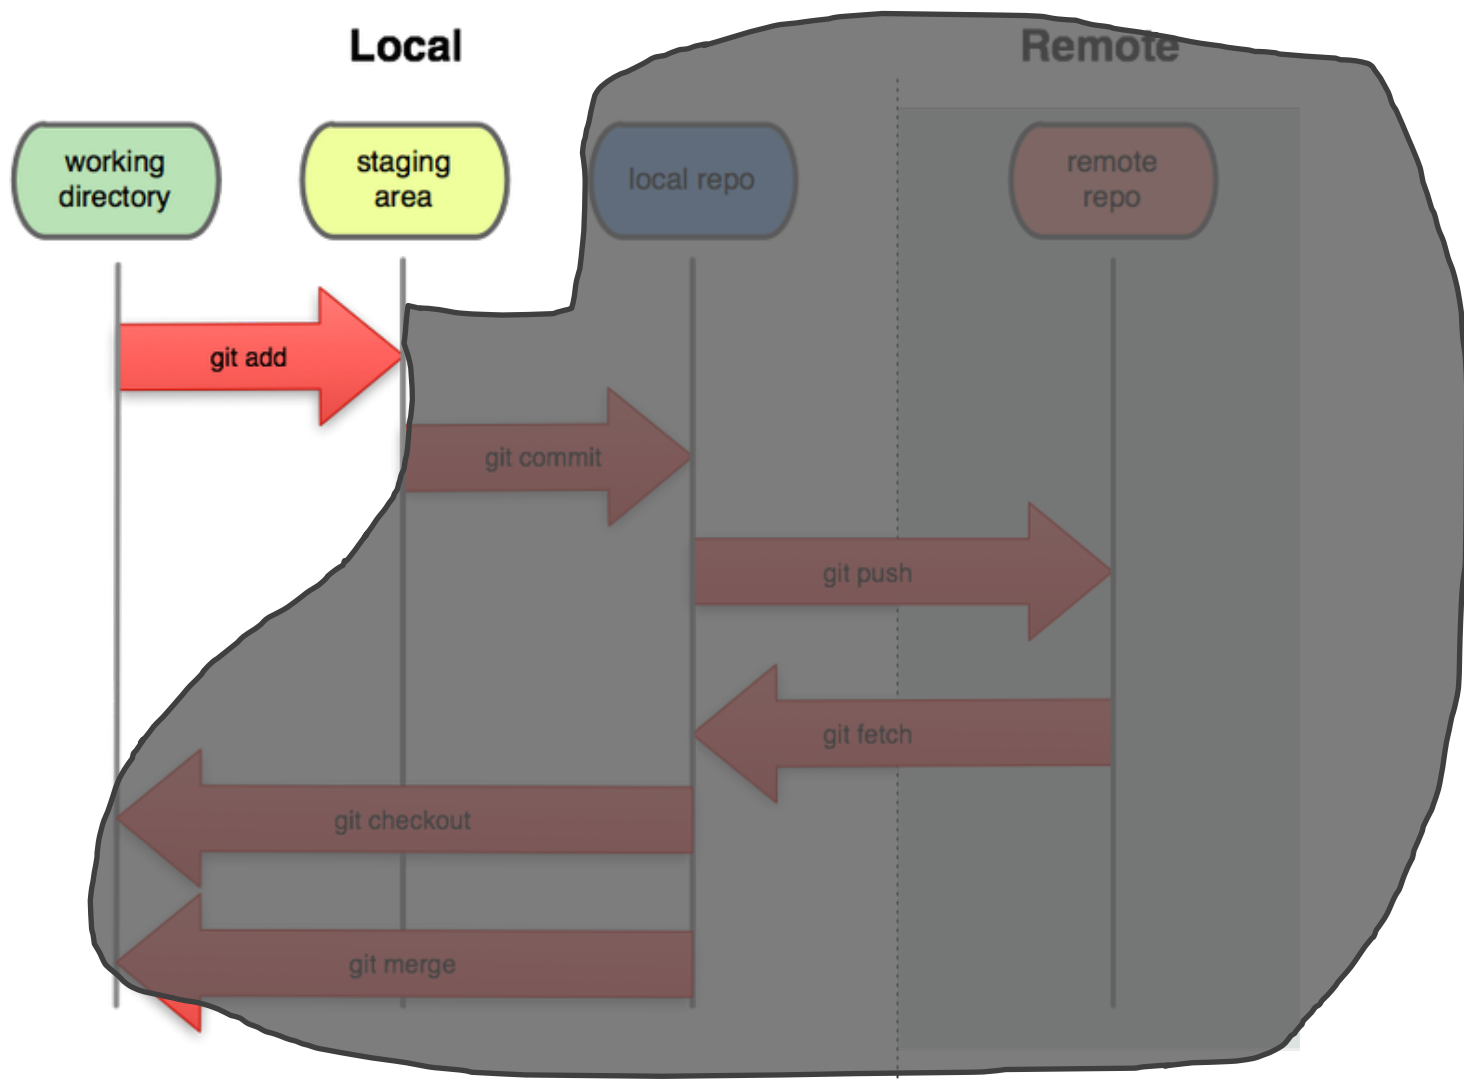 Local
Remote
working
directory
staging
area
local repo
remote
repo
git add
git commit
git push
git fetch
git checkout
git merge